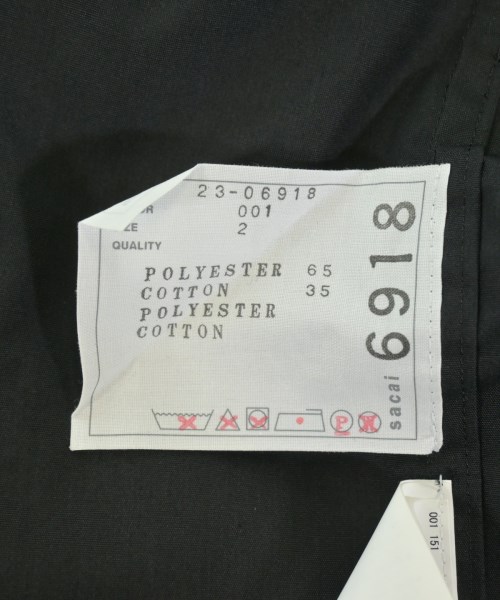 23-06918
001
2
QUALITY
POLYESTER 65
COTTON 35
POLYESTER
COTTON
P
sacai 6918
001 151